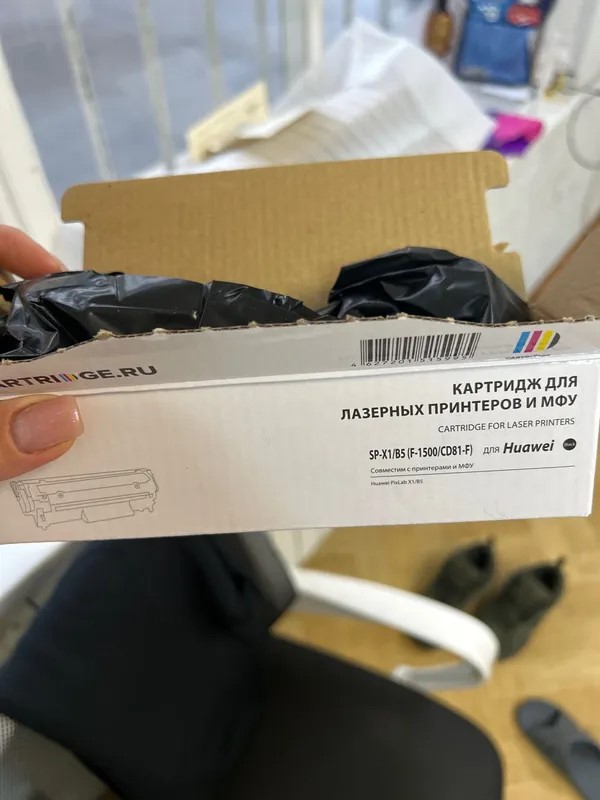 ARTRIDGE.RU
КАРТРИДЖ ДЛЯ
ЛАЗЕРНЫХ ПРИНТЕРОВ И МФУ
CARTRIDGE FOR LASER PRINTERS
SP-X1/B5 (F-1500/CD81-F) для Huawei Black
Совместим с принтерами и МФУ
Huawei PixLab X1/B5